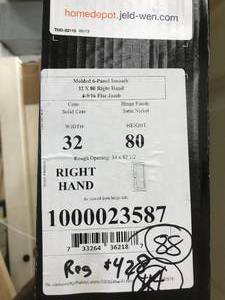 homedepot.jeld-wen.com
Molded 6-Panel Smooth
32 X 80 Right Hand
4-9/16 Flat Jamb
Core Hinge Finish
Solid Core Satin Nickel
WIDTH HEIGHT
32 80
Rough Opening: 34 x 82 1/2
RIGHT
HAND
1000023587
7 33264 36218 7
88
Reg $428